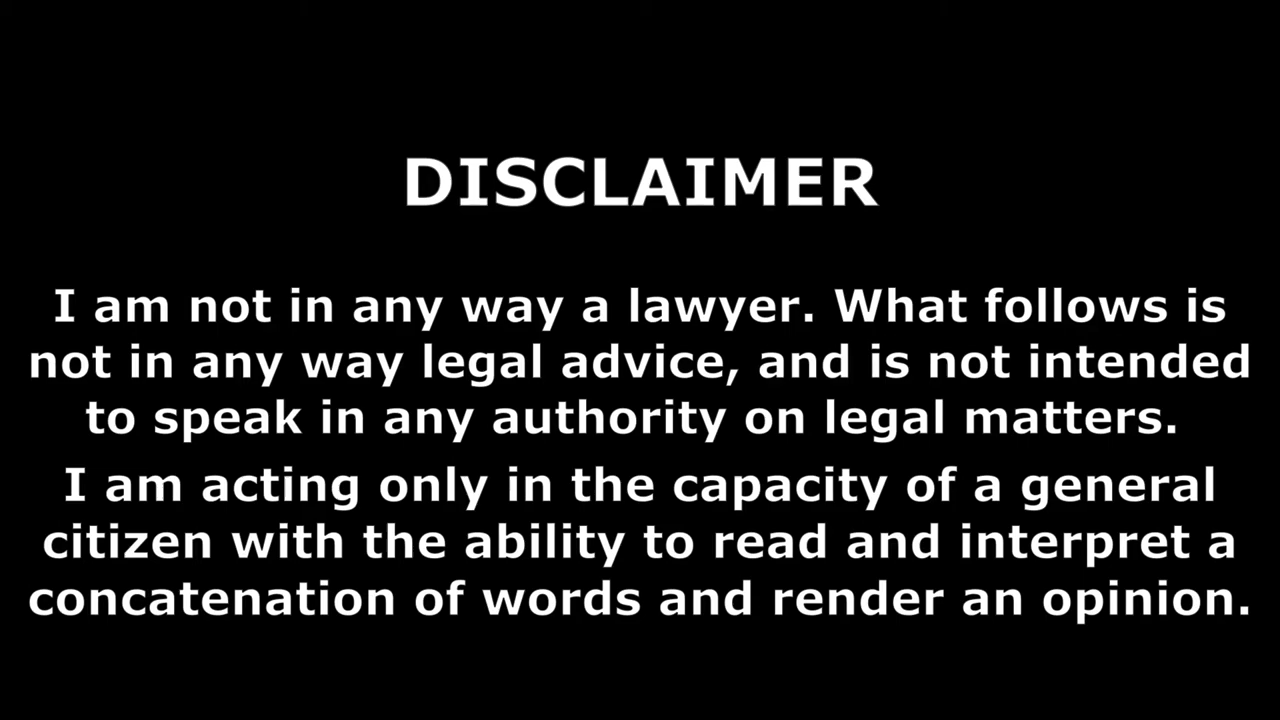 DISCLAIMER
I am not in any way a lawyer. What follows is
not in any way legal advice, and is not intended
to speak in any authority on legal matters.
I am acting only in the capacity of a general
citizen with the ability to read and interpret a
concatenation of words and render an opinion.